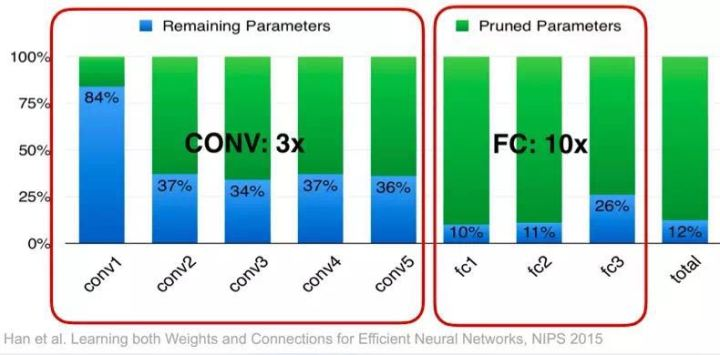 Remaining Parameters
Pruned Parameters
100%
75%
50%
25%
0%
84%
37%
34%
37%
36%
10%
11%
26%
12%
CONV: 3x
FC: 10x
conv1
conv2
conv3
conv4
conv5
fc1
fc2
fc3
total
Han et al. Learning both Weights and Connections for Efficient Neural Networks, NIPS 2015